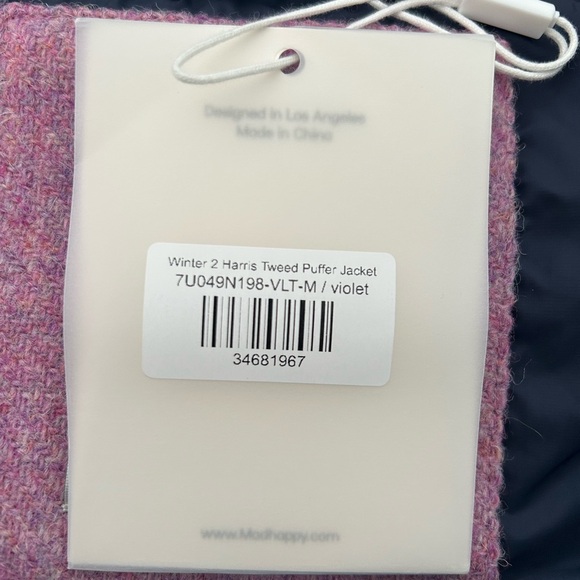 Designed in Los Angeles
Made in China
Winter 2 Harris Tweed Puffer Jacket
7U049N198-VLT-M / violet
34681967
www.Madhappy.com